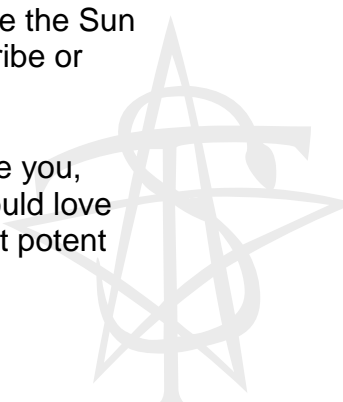 e the Sun
ribe or
e you,
ould love
t potent